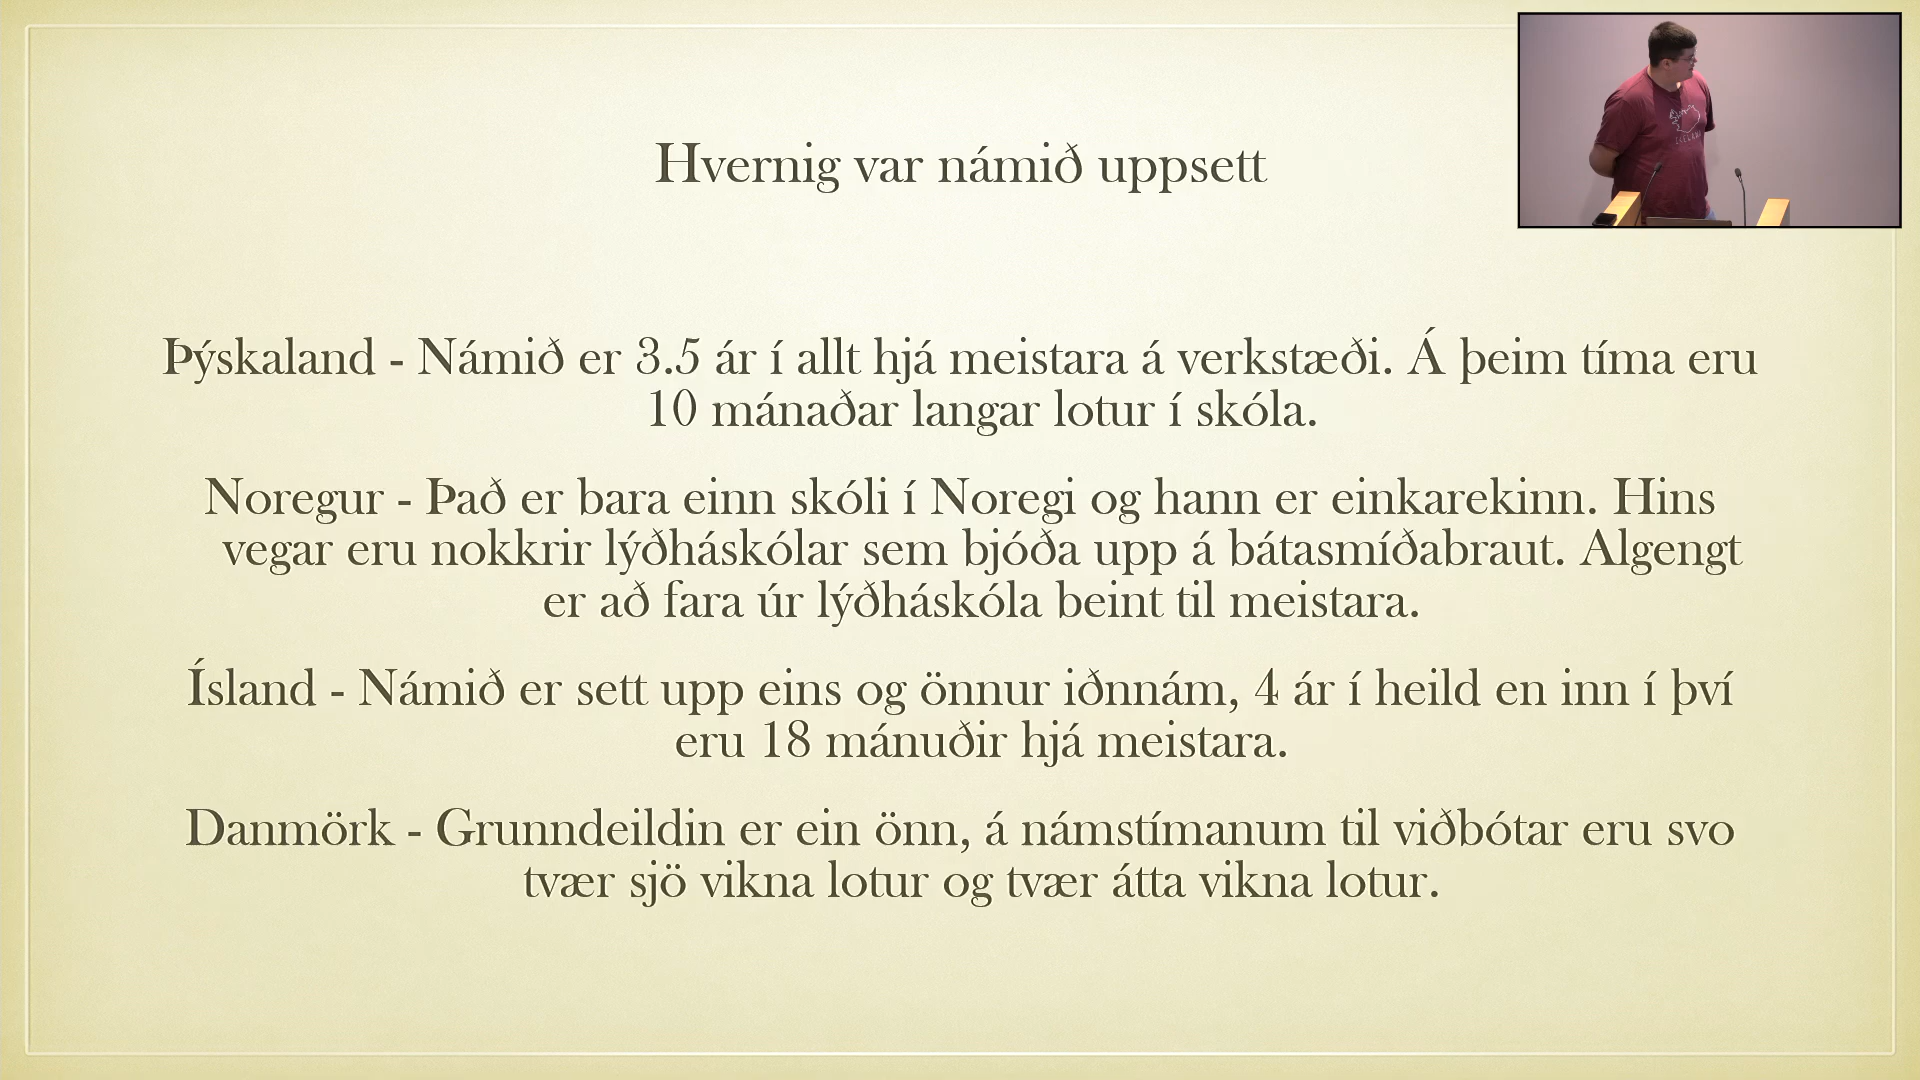 Hvernig var námið uppsett
Þýskaland - Námið er 3.5 ár í allt hjá meistara á verkstæði. Á þeim tíma eru
10 mánaðar langar lotur í skóla.
Noregur - Það er bara einn skóli í Noregi og hann er einkarekinn. Hins
vegar eru nokkrir lýðháskólar sem bjóða upp á bátasmíðabraut. Algengt
er að fara úr lýðháskóla beint til meistara.
Ísland - Námið er sett upp eins og önnur iðnnám, 4 ár í heild en inn í því
eru 18 mánuðir hjá meistara.
Danmörk - Grunndeildin er ein önn, á námstímanum til viðbótar eru svo
tvær sjö vikna lotur og tvær átta vikna lotur.